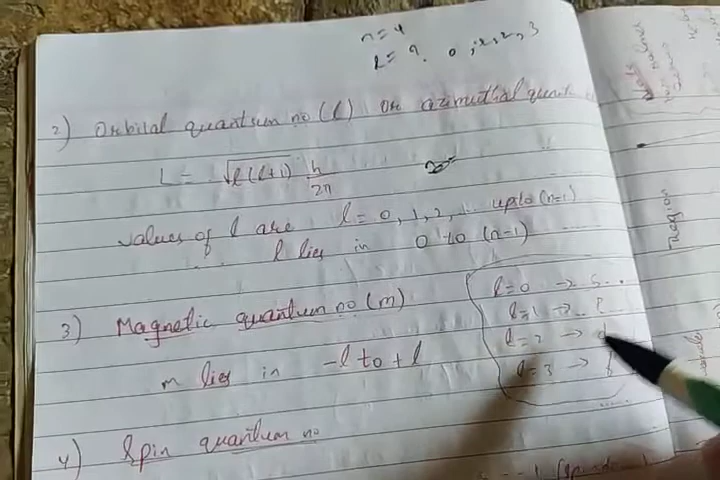 n=4
l=?. 0,1,2,3
2) Orbital quantum no (l) or azimuthal quant
L= √l(l+1) h/2π
values of l are l=0,1,2,... upto (n-1)
l lies in 0 to (n-1)
l=0 → s...
l=1 → P..
3) Magnetic quantum no (m)
l=2 → d
m lies in -l to +l
l=3 → f
4) Spin quantum no